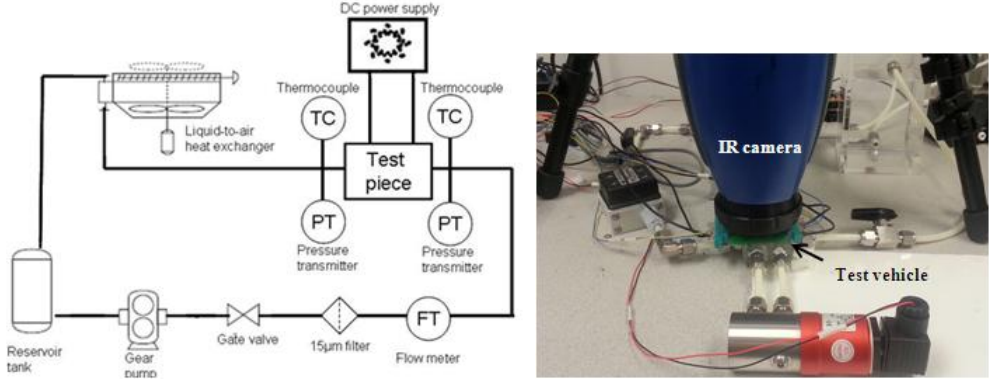 DC power supply
Thermocouple
Thermocouple
TC
TC
Liquid-to-air
heat exchanger
Test
piece
PT
PT
Pressure
transmitter
Pressure
transmitter
FT
Reservoir
tank
Gear
pump
Gate valve
15μm filter
Flow meter
IR camera
Test vehicle